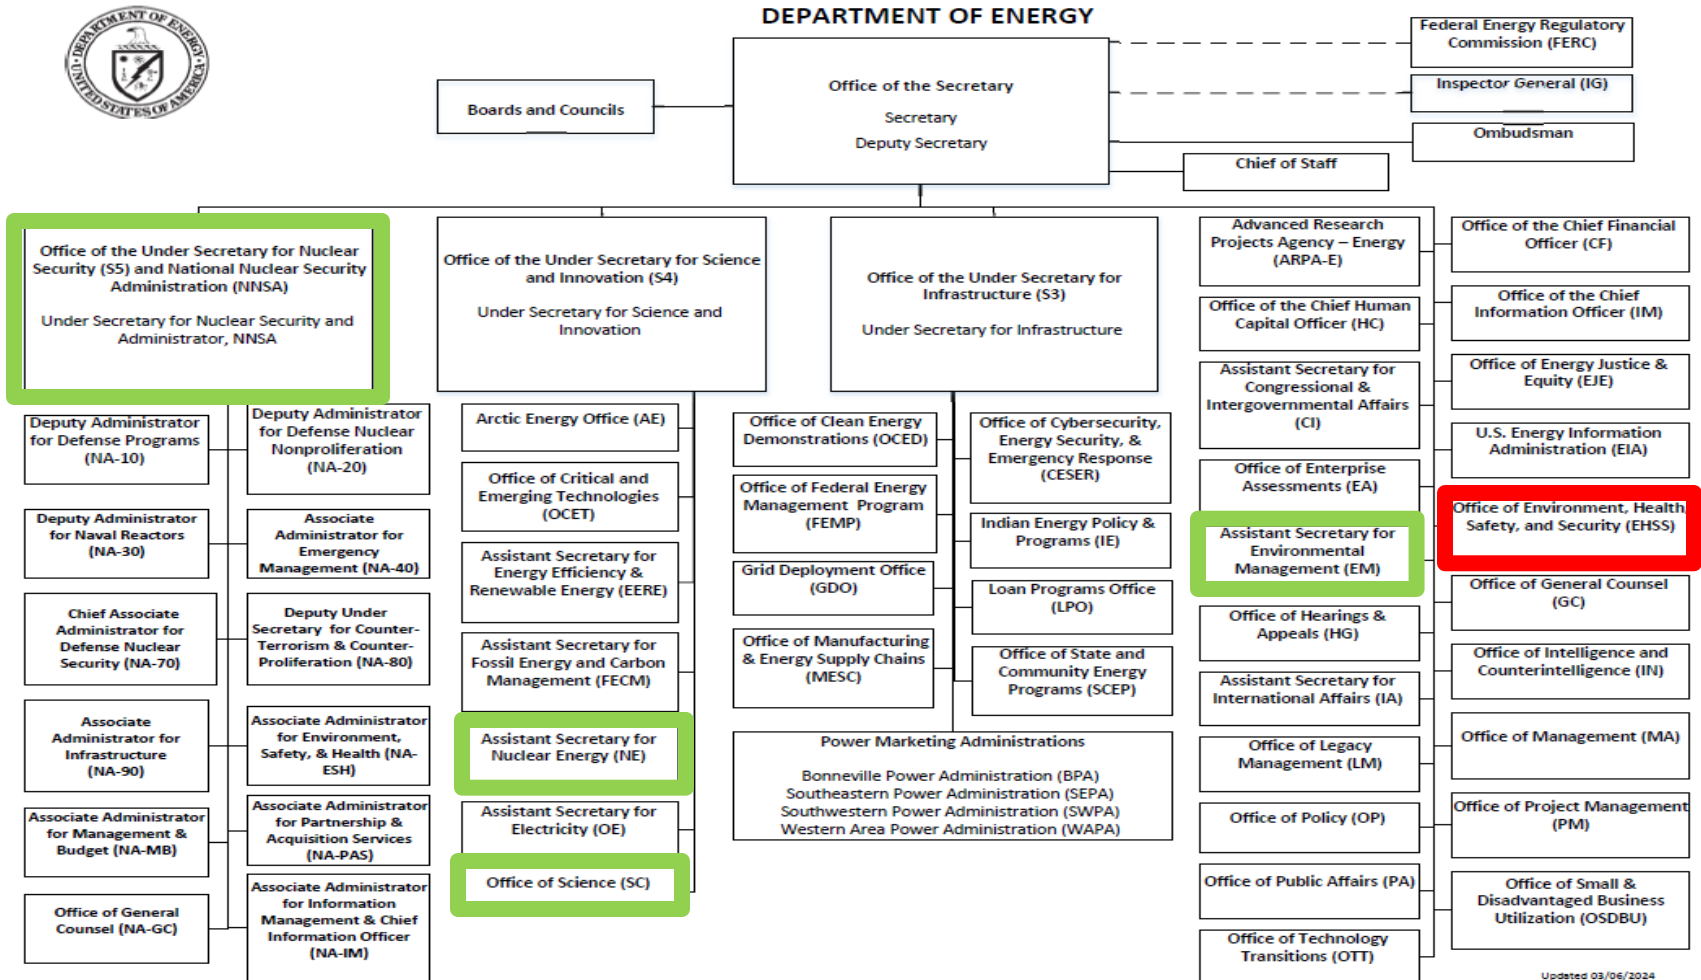 DEPARTMENT OF ENERGY
DEPARTMENT OF ENERGY
UNITED STATES OF AMERICA
Office of the Secretary
Secretary
Deputy Secretary
Boards and Councils
Federal Energy Regulatory
Commission (FERC)
Inspector General (IG)
Ombudsman
Chief of Staff
Office of the Under Secretary for Nuclear
Security (S5) and National Nuclear Security
Administration (NNSA)
Under Secretary for Nuclear Security and
Administrator, NNSA
Office of the Under Secretary for Science
and Innovation (S4)
Under Secretary for Science and
Innovation
Office of the Under Secretary for
Infrastructure (S3)
Under Secretary for Infrastructure
Deputy Administrator
for Defense Programs
(NA-10)
Deputy Administrator
for Defense Nuclear
Nonproliferation
(NA-20)
Deputy Administrator
for Naval Reactors
(NA-30)
Associate
Administrator for
Emergency
Management (NA-40)
Chief Associate
Administrator for
Defense Nuclear
Security (NA-70)
Deputy Under
Secretary for Counter-
Terrorism & Counter-
Proliferation (NA-80)
Associate
Administrator for
Infrastructure
(NA-90)
Associate Administrator
for Environment,
Safety, & Health (NA-
ESH)
Associate Administrator
for Management &
Budget (NA-MB)
Associate Administrator
for Partnership &
Acquisition Services
(NA-PAS)
Office of General
Counsel (NA-GC)
Associate Administrator
for Information
Management & Chief
Information Officer
(NA-IM)
Arctic Energy Office (AE)
Office of Critical and
Emerging Technologies
(OCET)
Assistant Secretary for
Energy Efficiency &
Renewable Energy (EERE)
Assistant Secretary for
Fossil Energy and Carbon
Management (FECM)
Assistant Secretary for
Nuclear Energy (NE)
Assistant Secretary for
Electricity (OE)
Office of Science (SC)
Office of Clean Energy
Demonstrations (OCED)
Office of Cybersecurity,
Energy Security, &
Emergency Response
(CESER)
Office of Federal Energy
Management Program
(FEMP)
Indian Energy Policy &
Programs (IE)
Grid Deployment Office
(GDO)
Loan Programs Office
(LPO)
Office of Manufacturing
& Energy Supply Chains
(MESC)
Office of State and
Community Energy
Programs (SCEP)
Power Marketing Administrations
Bonneville Power Administration (BPA)
Southeastern Power Administration (SEPA)
Southwestern Power Administration (SWPA)
Western Area Power Administration (WAPA)
Advanced Research
Projects Agency – Energy
(ARPA-E)
Office of the Chief Financial
Officer (CF)
Office of the Chief Human
Capital Officer (HC)
Office of the Chief
Information Officer (IM)
Assistant Secretary for
Congressional &
Intergovernmental Affairs
(CI)
Office of Energy Justice &
Equity (EJE)
U.S. Energy Information
Administration (EIA)
Office of Enterprise
Assessments (EA)
Office of Environment, Health,
Safety, and Security (EHSS)
Assistant Secretary for
Environmental
Management (EM)
Office of General Counsel
(GC)
Office of Hearings &
Appeals (HG)
Office of Intelligence and
Counterintelligence (IN)
Assistant Secretary for
International Affairs (IA)
Office of Management (MA)
Office of Legacy
Management (LM)
Office of Project Management
(PM)
Office of Policy (OP)
Office of Public Affairs (PA)
Office of Small &
Disadvantaged Business
Utilization (OSDBU)
Office of Technology
Transitions (OTT)
Updated 03/06/2024